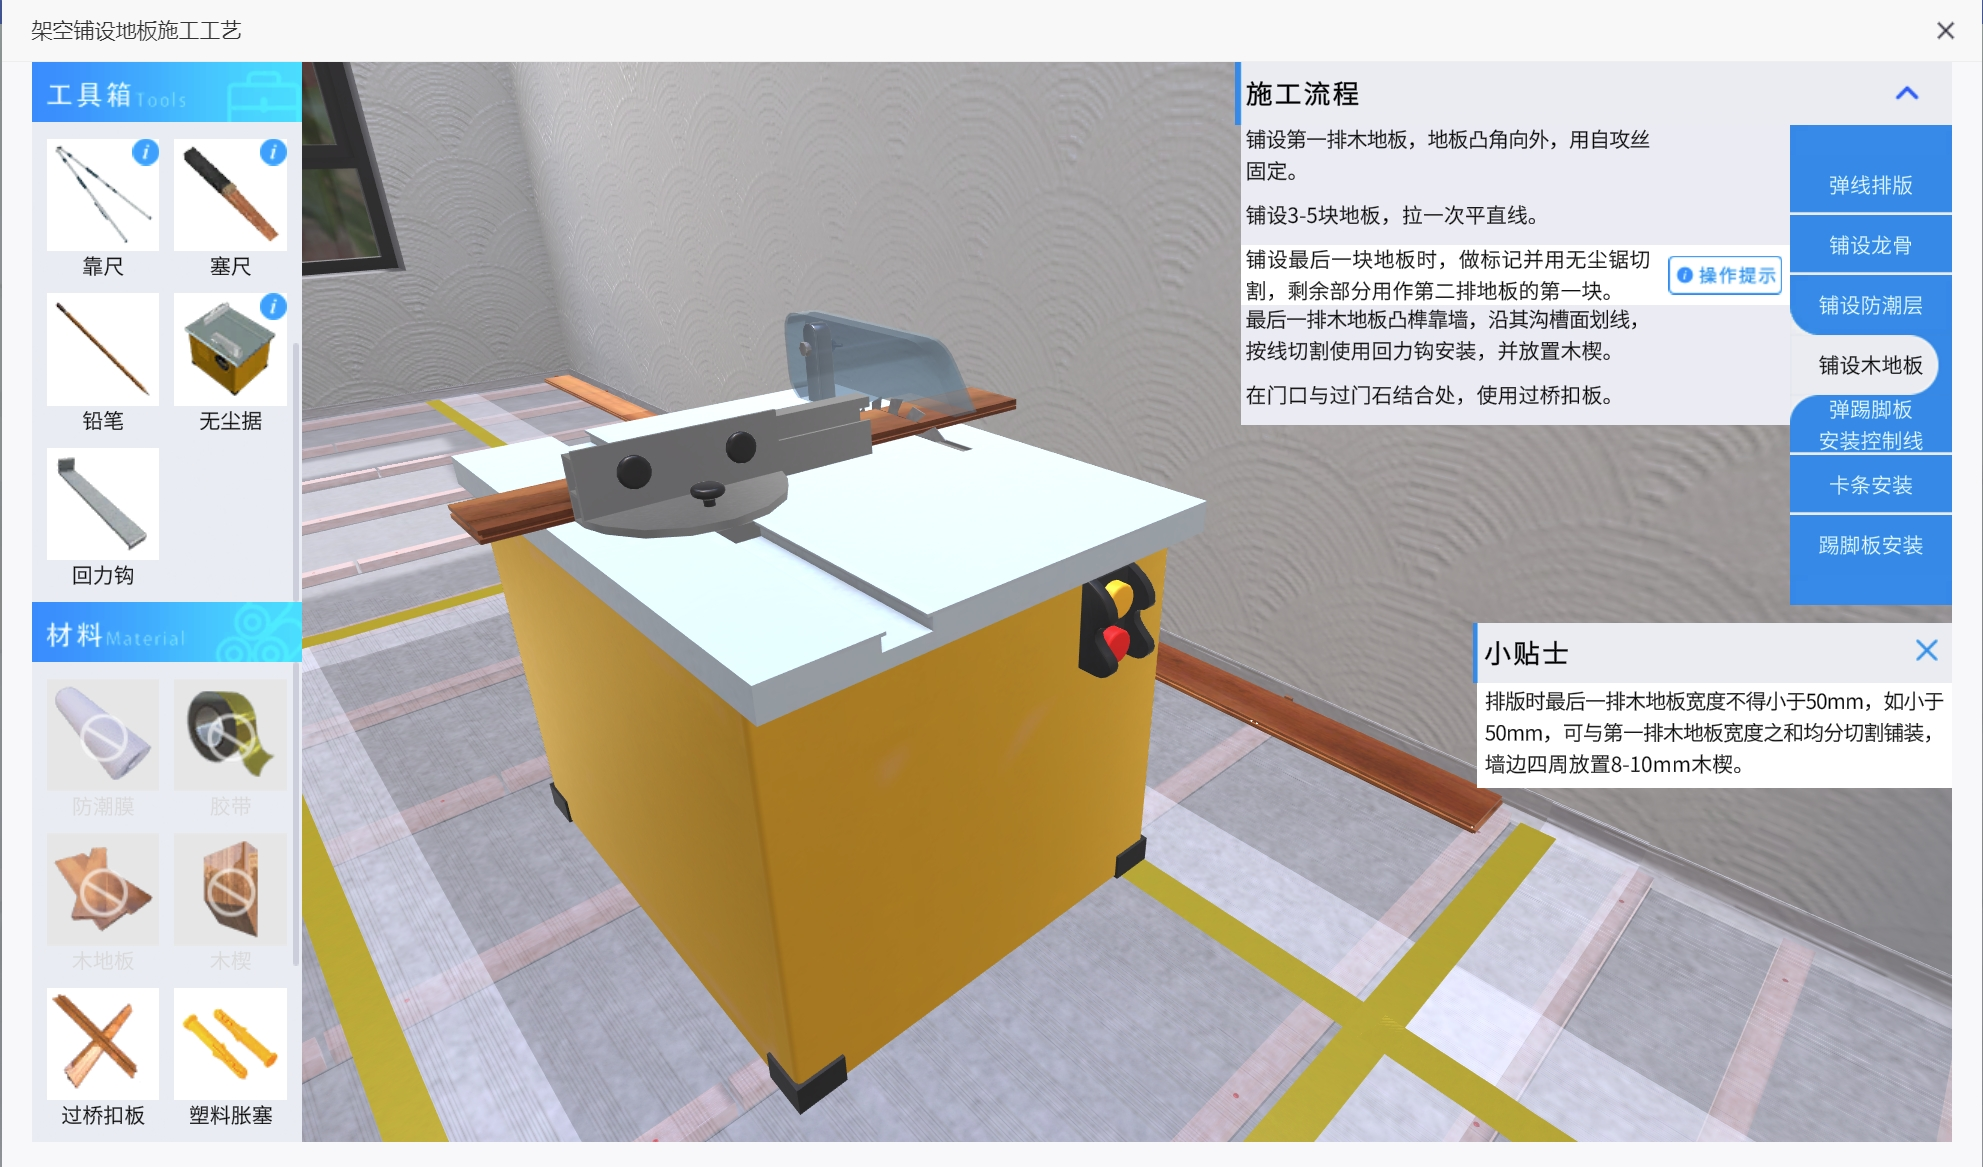 架空铺设地板施工工艺
工具箱Tools
靠尺
塞尺
铅笔
无尘据
回力钩
材料Material
防潮膜
胶带
木地板
木楔
过桥扣板
塑料胀塞
施工流程
铺设第一排木地板，地板凸角向外，用自攻丝
固定。
铺设3-5块地板，拉一次平直线。
铺设最后一块地板时，做标记并用无尘锯切
割，剩余部分用作第二排地板的第一块。
操作提示
最后一排木地板凸榫靠墙，沿其沟槽面划线，
按线切割使用回力钩安装，并放置木楔。
在门口与过门石结合处，使用过桥扣板。
弹线排版
铺设龙骨
铺设防潮层
铺设木地板
弹踢脚板
安装控制线
卡条安装
踢脚板安装
小贴士
排版时最后一排木地板宽度不得小于50mm，如小于
50mm，可与第一排木地板宽度之和均分切割铺装，
墙边四周放置8-10mm木楔。